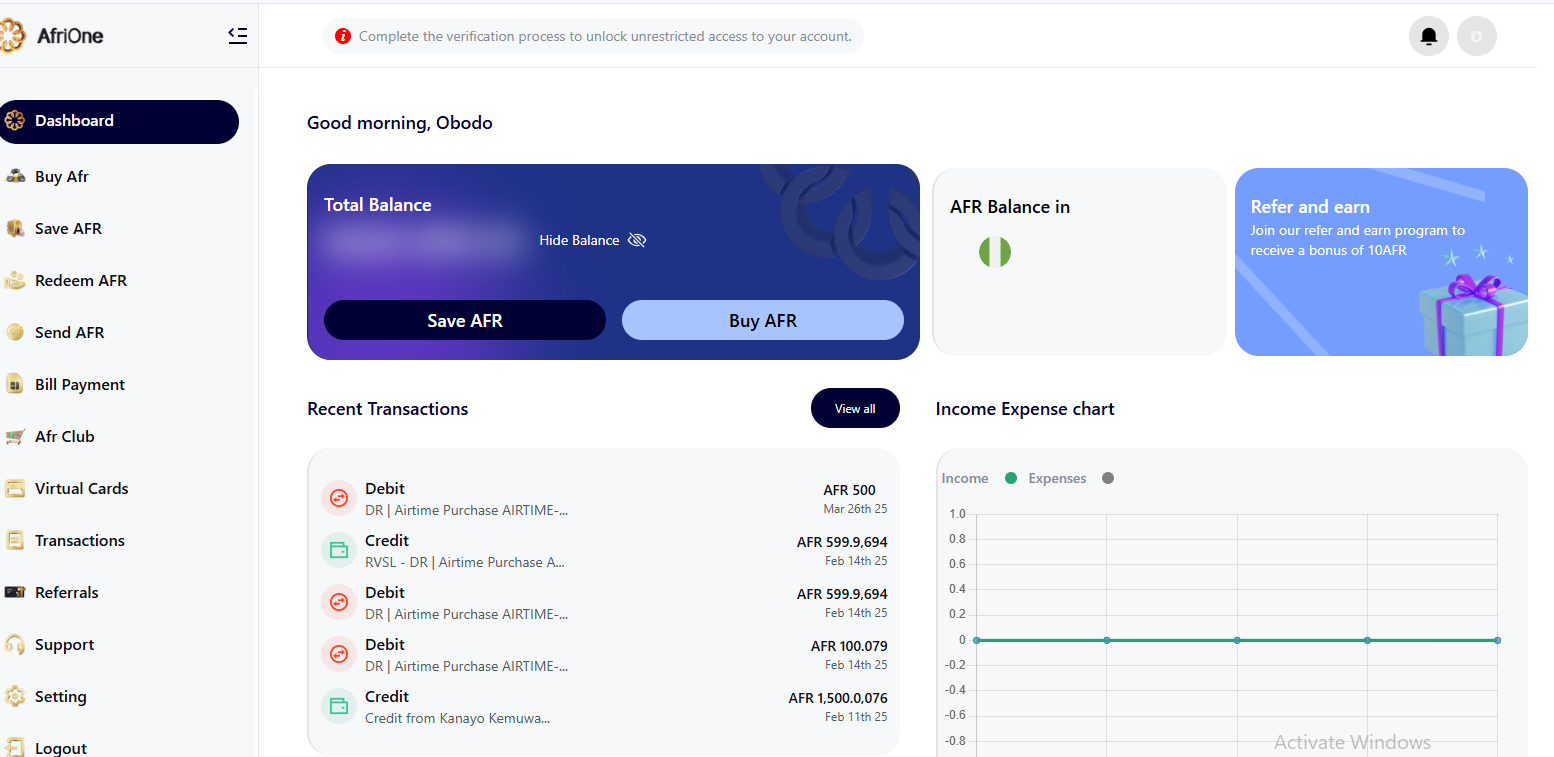 AfriOne
Complete the verification process to unlock unrestricted access to your account.
O
Dashboard
Buy Afr
Save AFR
Redeem AFR
Send AFR
Bill Payment
Afr Club
Virtual Cards
Transactions
Referrals
Support
Setting
Logout
Good morning, Obodo
Total Balance
Hide Balance
Save AFR
Buy AFR
AFR Balance in
Refer and earn
Join our refer and earn program to
receive a bonus of 10AFR
Recent Transactions
View all
Debit
AFR 500
DR | Airtime Purchase AIRTIME-...
Mar 26th 25
Credit
AFR 599.9,694
RVSL - DR | Airtime Purchase A...
Feb 14th 25
Debit
AFR 599.9,694
DR | Airtime Purchase AIRTIME-...
Feb 14th 25
Debit
AFR 100.079
DR | Airtime Purchase AIRTIME-...
Feb 14th 25
Credit
AFR 1,500.0,076
Credit from Kanayo Kemuwa...
Feb 11th 25
Income Expense chart
Income
Expenses
1.0
0.8
0.6
0.4
0.2
0
-0.2
-0.4
-0.6
-0.8
Activate Windows